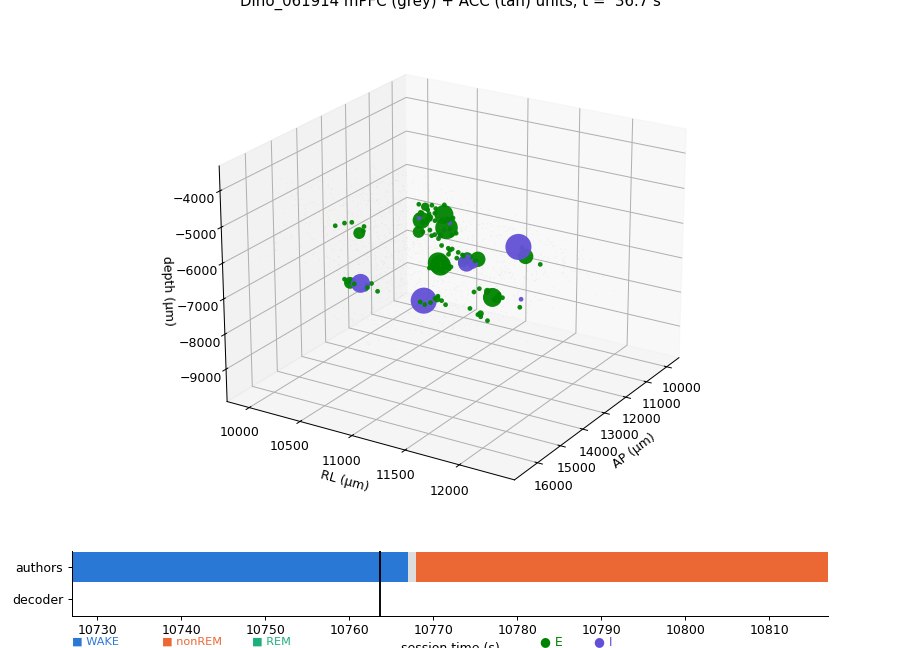 Dino_061914 mPFC (grey) + ACC (tan) units, t = 36.7 s
−4000
−5000
−6000
−7000
−8000
−9000
depth (µm)
10000
10500
11000
11500
12000
RL (µm)
10000
11000
12000
13000
14000
15000
16000
AP (µm)
authors
decoder
10730 10740 10750 10760 10770 10780 10790 10800 10810
session time (s)
WAKE nonREM REM E I